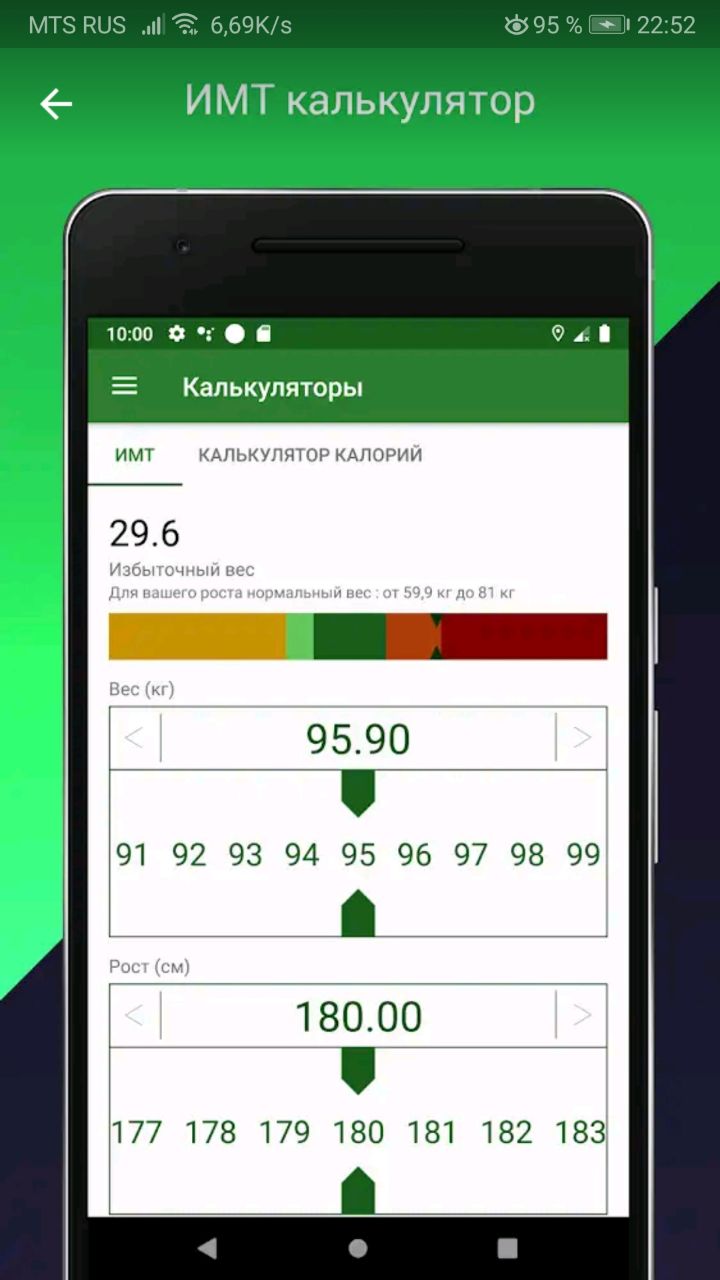 MTS RUS 6,69K/s 95 % 22:52
ИМТ калькулятор
10:00
Калькуляторы
ИМТ КАЛЬКУЛЯТОР КАЛОРИЙ
29.6
Избыточный вес
Для вашего роста нормальный вес : от 59,9 кг до 81 кг
Вес (кг)
< 95.90 >
91 92 93 94 95 96 97 98 99
Рост (см)
< 180.00 >
177 178 179 180 181 182 183